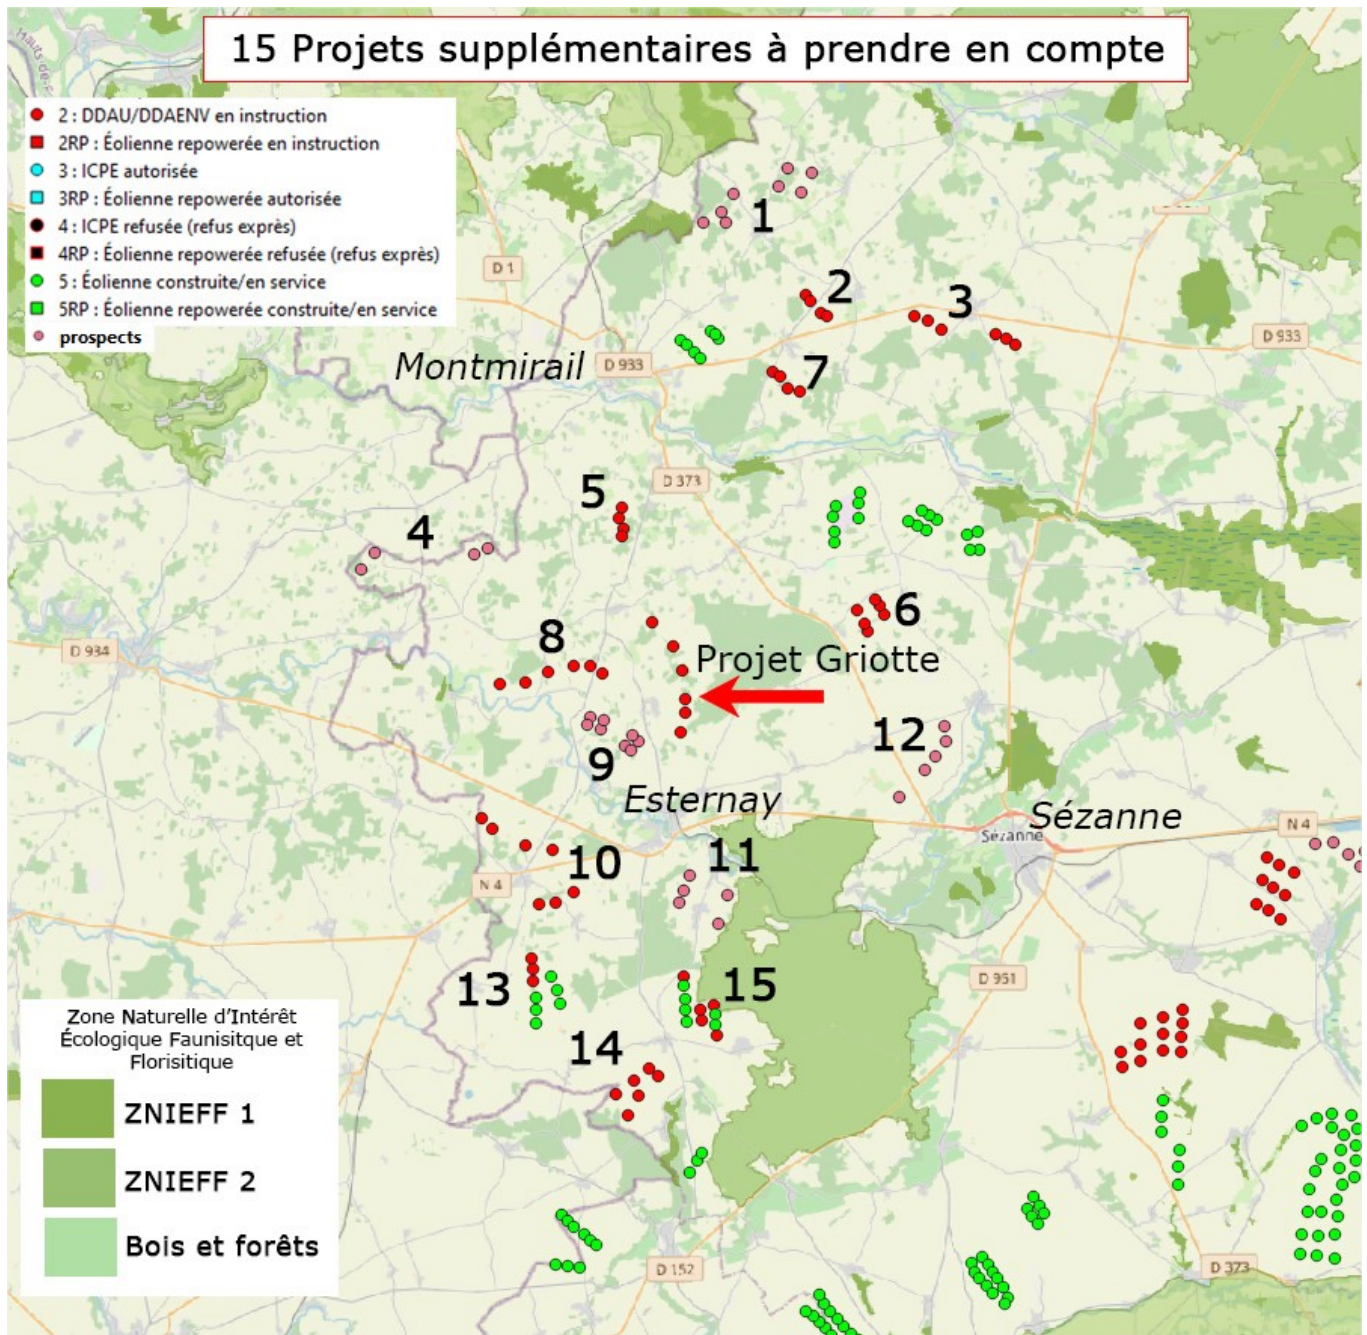 15 Projets supplémentaires à prendre en compte
2 : DDAU/DDAENV en instruction
2RP : Éolienne repowerée en instruction
3 : ICPE autorisée
3RP : Éolienne repowerée autorisée
4 : ICPE refusée (refus exprès)
4RP : Éolienne repowerée refusée (refus exprès)
5 : Éolienne construite/en service
5RP : Éolienne repowerée construite/en service
prospects
1
D 1
2
3
D 933
Montmirail
D 933
7
D 373
5
4
6
8
D 934
Projet Griotte
12
9
Esternay
Sézanne
Sézanne
N 4
10
11
N 4
13
15
D 951
14
Zone Naturelle d'Intérêt
Écologique Faunisitque et
Florisitique
ZNIEFF 1
ZNIEFF 2
Bois et forêts
D 152
D 373